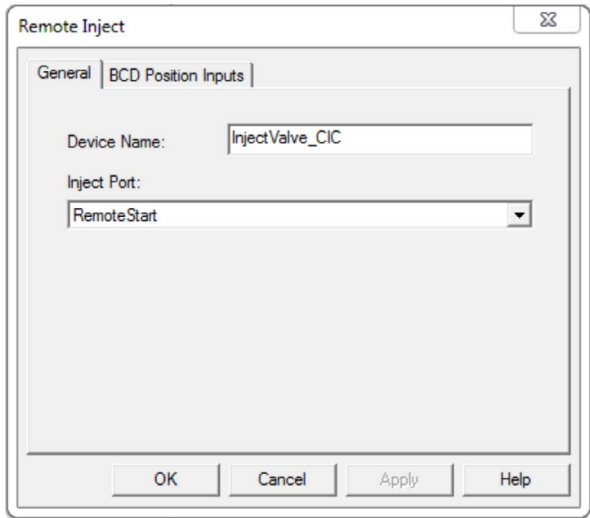 Remote Inject
General BCD Position Inputs
Device Name: InjectValve_CIC
Inject Port:
RemoteStart
OK Cancel Apply Help